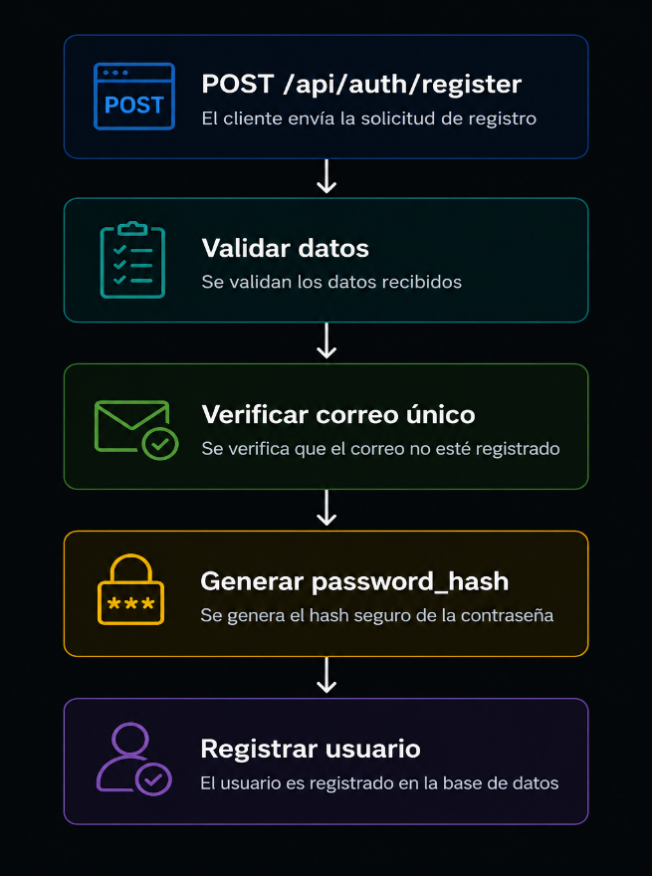 POST
POST /api/auth/register
El cliente envía la solicitud de registro
Validar datos
Se validan los datos recibidos
Verificar correo único
Se verifica que el correo no esté registrado
***
Generar password_hash
Se genera el hash seguro de la contraseña
Registrar usuario
El usuario es registrado en la base de datos